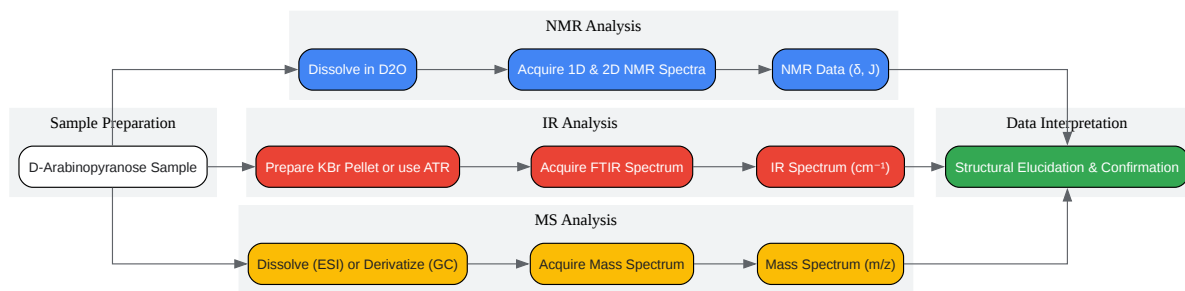 NMR Analysis
Dissolve in D2O
Acquire 1D & 2D NMR Spectra
NMR Data (δ, J)
Sample Preparation
D-Arabinopyranose Sample
IR Analysis
Prepare KBr Pellet or use ATR
Acquire FTIR Spectrum
IR Spectrum (cm⁻¹)
Data Interpretation
Structural Elucidation & Confirmation
MS Analysis
Dissolve (ESI) or Derivatize (GC)
Acquire Mass Spectrum
Mass Spectrum (m/z)